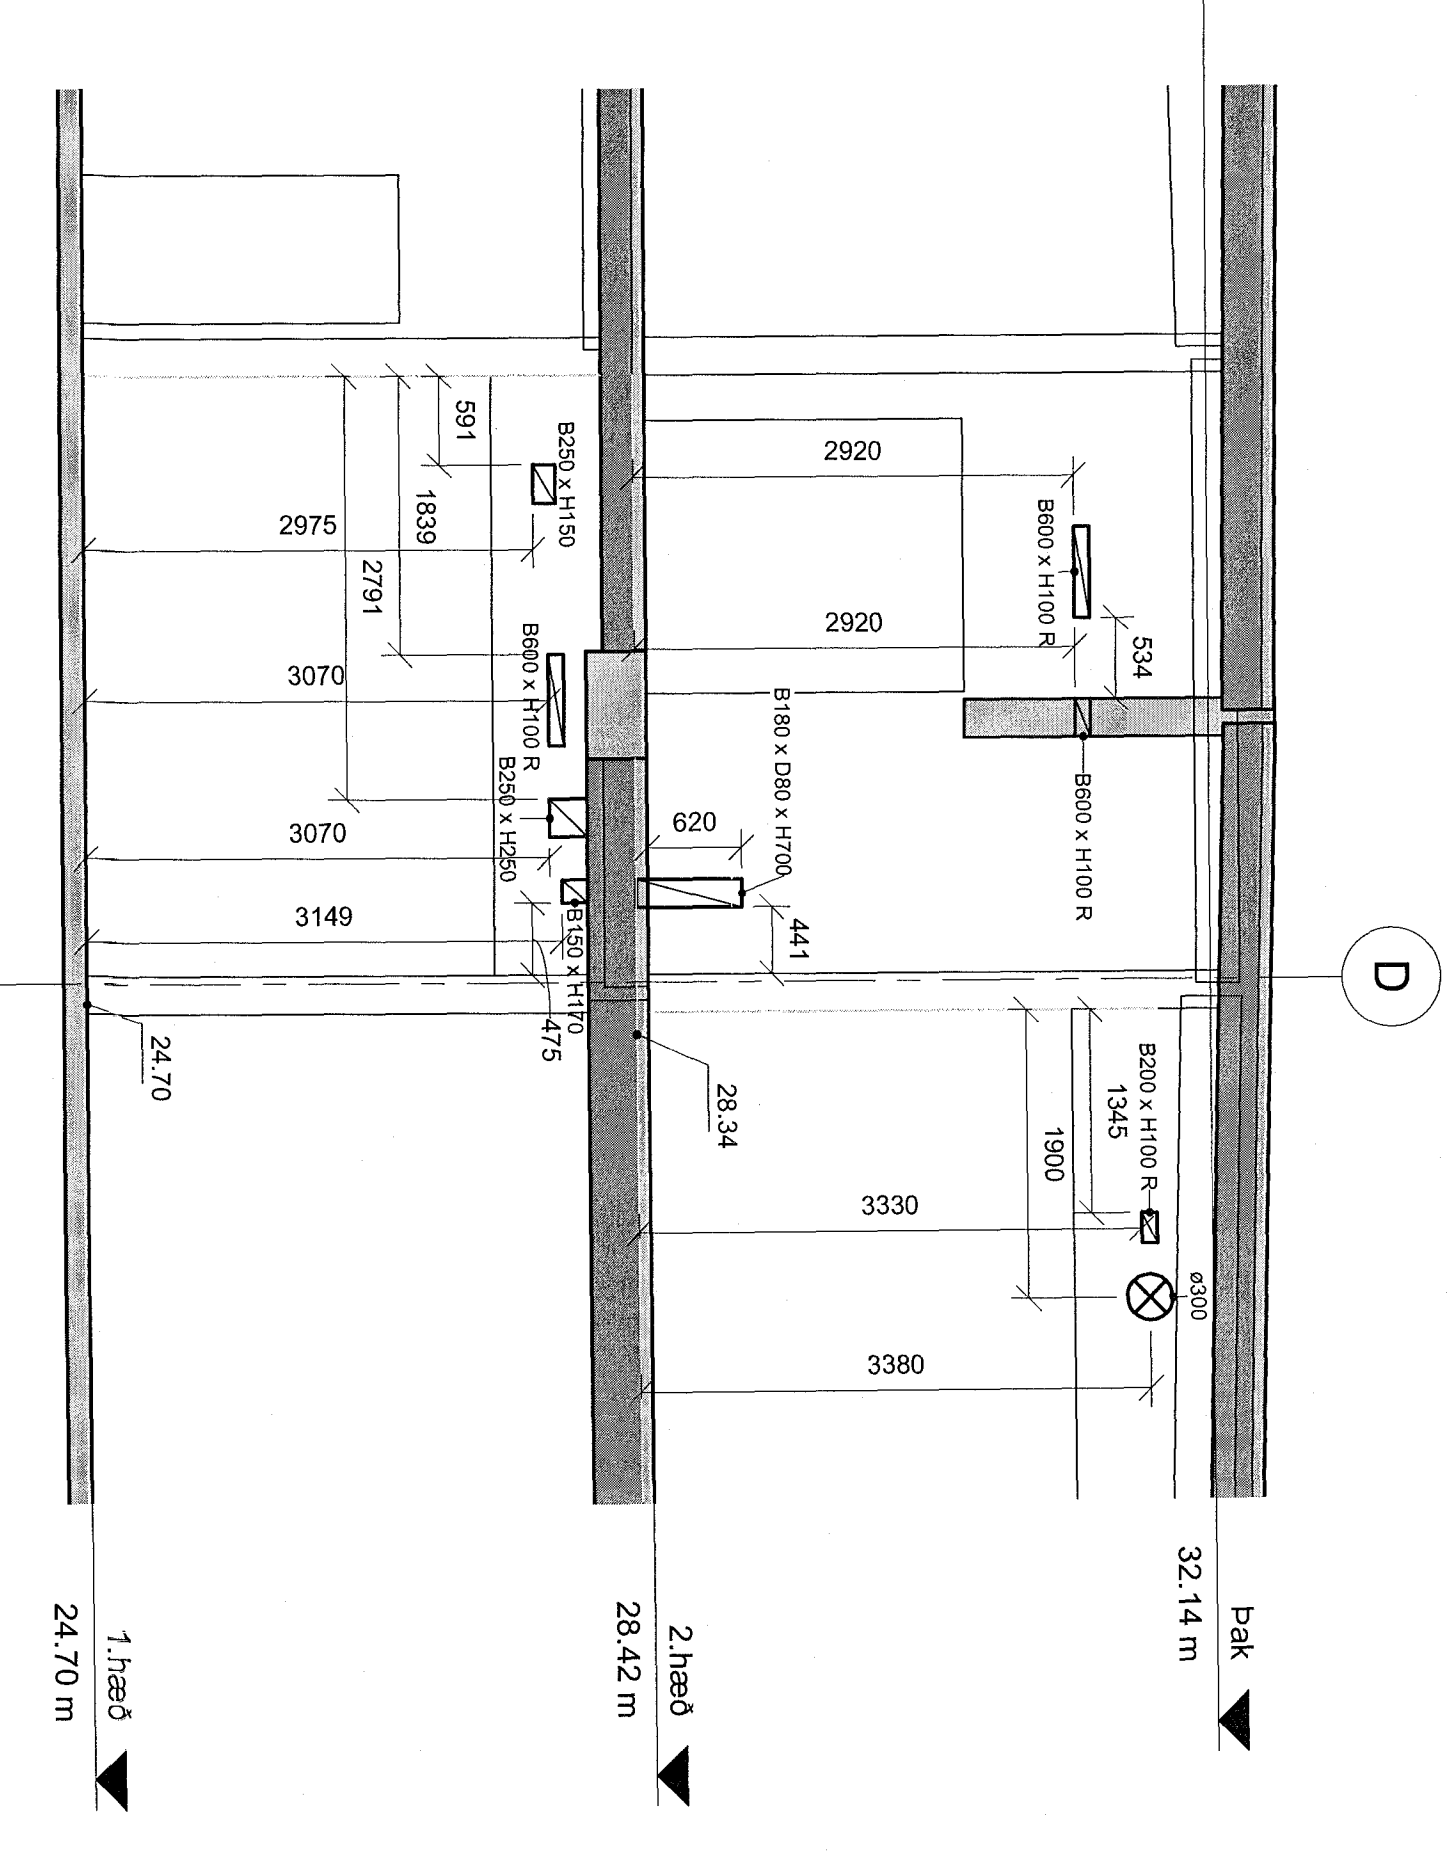 D
Þak
32.14 m
2.hæð
28.42 m
1.hæð
24.70 m
534
B600 x H100 R
2920
2920
B600 x H100 R
B180 x D80 x H700
620
441
B200 x H100 R
1345
1900
ø300
3330
3380
28.34
B250 x H150
591
1839
2791
2975
B600 x H100 R
3070
B250 x H250
3070
B150 x H170
3149
475
24.70